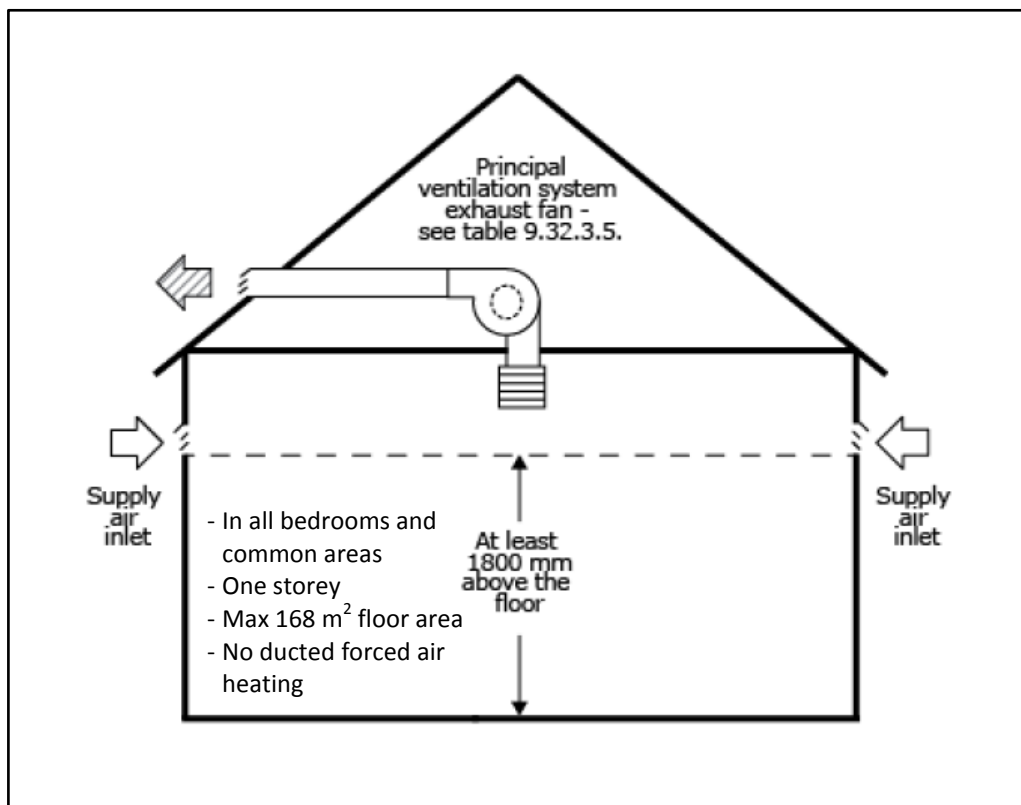 Principal
ventilation system
exhaust fan -
see table 9.32.3.5.
Supply
air
inlet
- In all bedrooms and
common areas
- One storey
- Max 168 m² floor area
- No ducted forced air
heating
At least
1800 mm
above the
floor
Supply
air
inlet